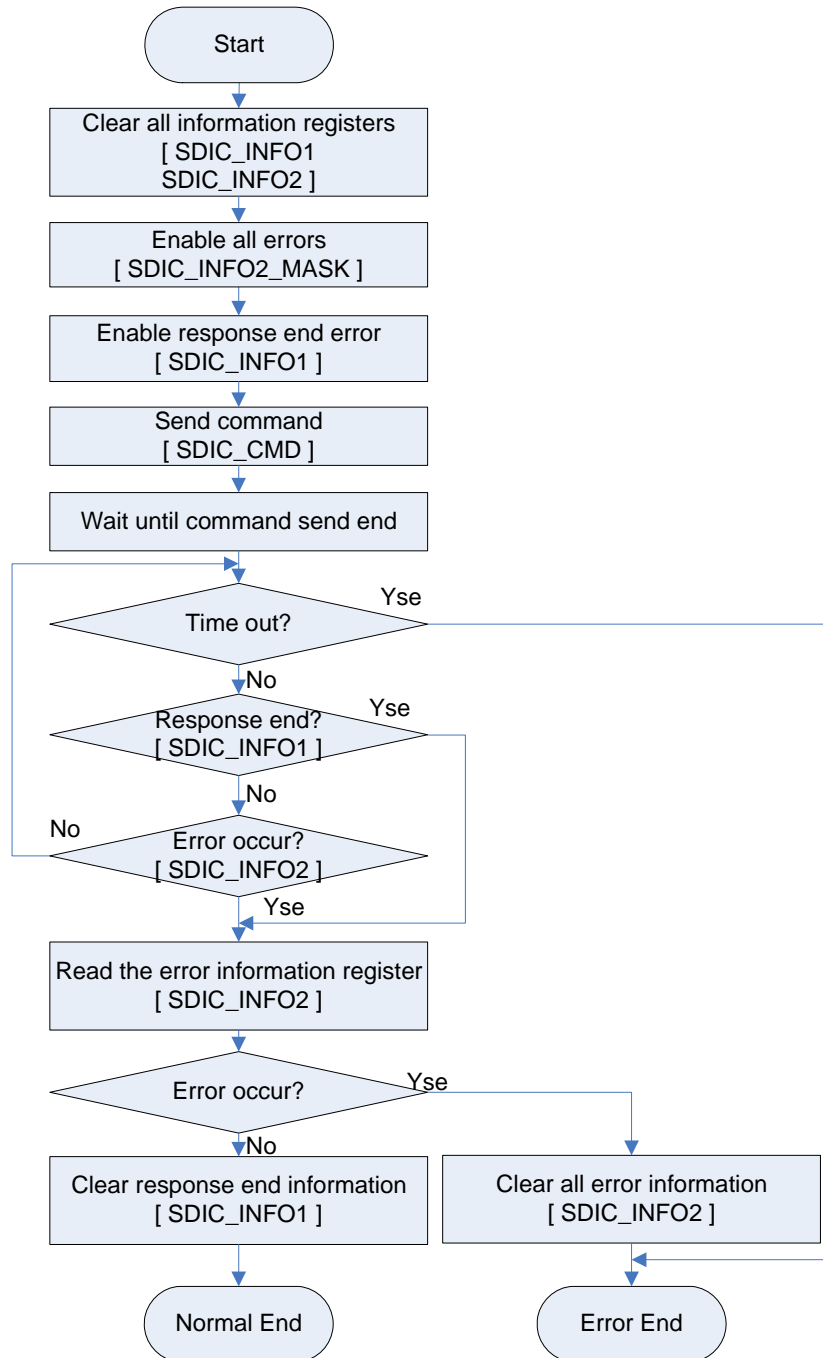 Start
Clear all information registers
[ SDIC_INFO1
SDIC_INFO2 ]
Enable all errors
[ SDIC_INFO2_MASK ]
Enable response end error
[ SDIC_INFO1 ]
Send command
[ SDIC_CMD ]
Wait until command send end
Time out?
Yse
No
Response end?
[ SDIC_INFO1 ]
Yse
No
Error occur?
[ SDIC_INFO2 ]
No
Yse
Read the error information register
[ SDIC_INFO2 ]
Error occur?
Yse
No
Clear response end information
[ SDIC_INFO1 ]
Clear all error information
[ SDIC_INFO2 ]
Normal End
Error End